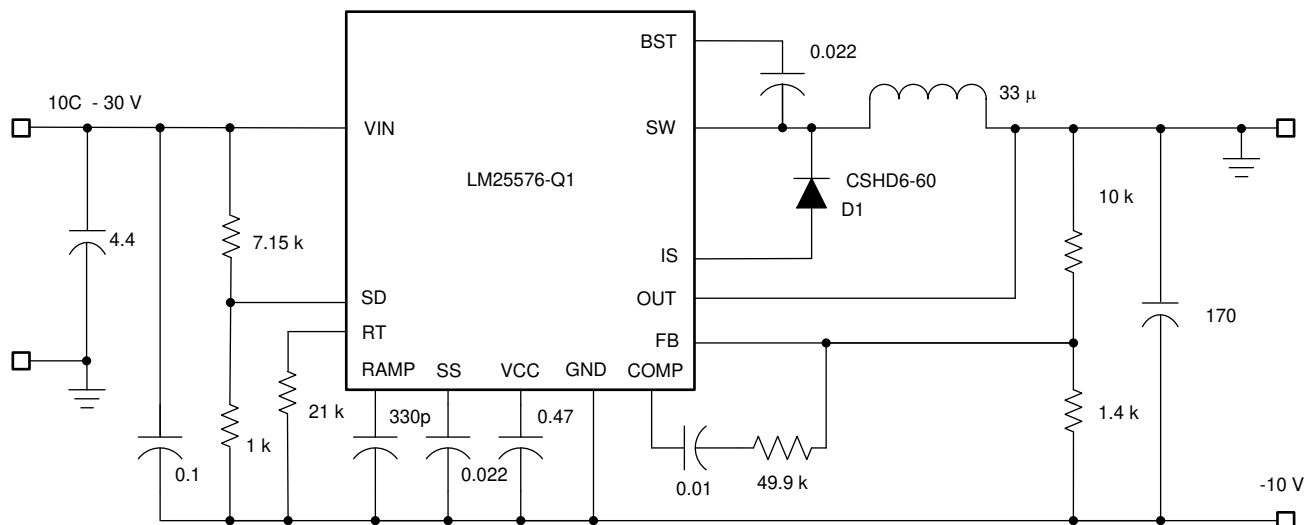 BST
0.022
10C - 30 V
33 µ
VIN
SW
LM25576-Q1
CSHD6-60
D1
10 k
4.4
7.15 k
IS
SD
OUT
170
RT
FB
RAMP
SS
VCC
GND
COMP
21 k
330p
0.47
1.4 k
1 k
0.1
0.022
0.01
49.9 k
-10 V